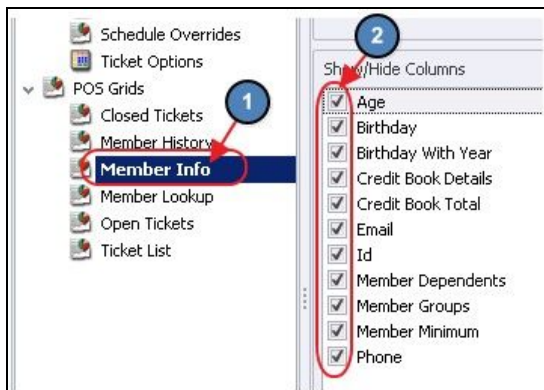 Schedule Overrides
Ticket Options
POS Grids
Closed Tickets
1
Member History
Member Info
Member Lookup
Open Tickets
Ticket List
2
Show/Hide Columns
Age
Birthday
Birthday With Year
Credit Book Details
Credit Book Total
Email
Id
Member Dependents
Member Groups
Member Minimum
Phone